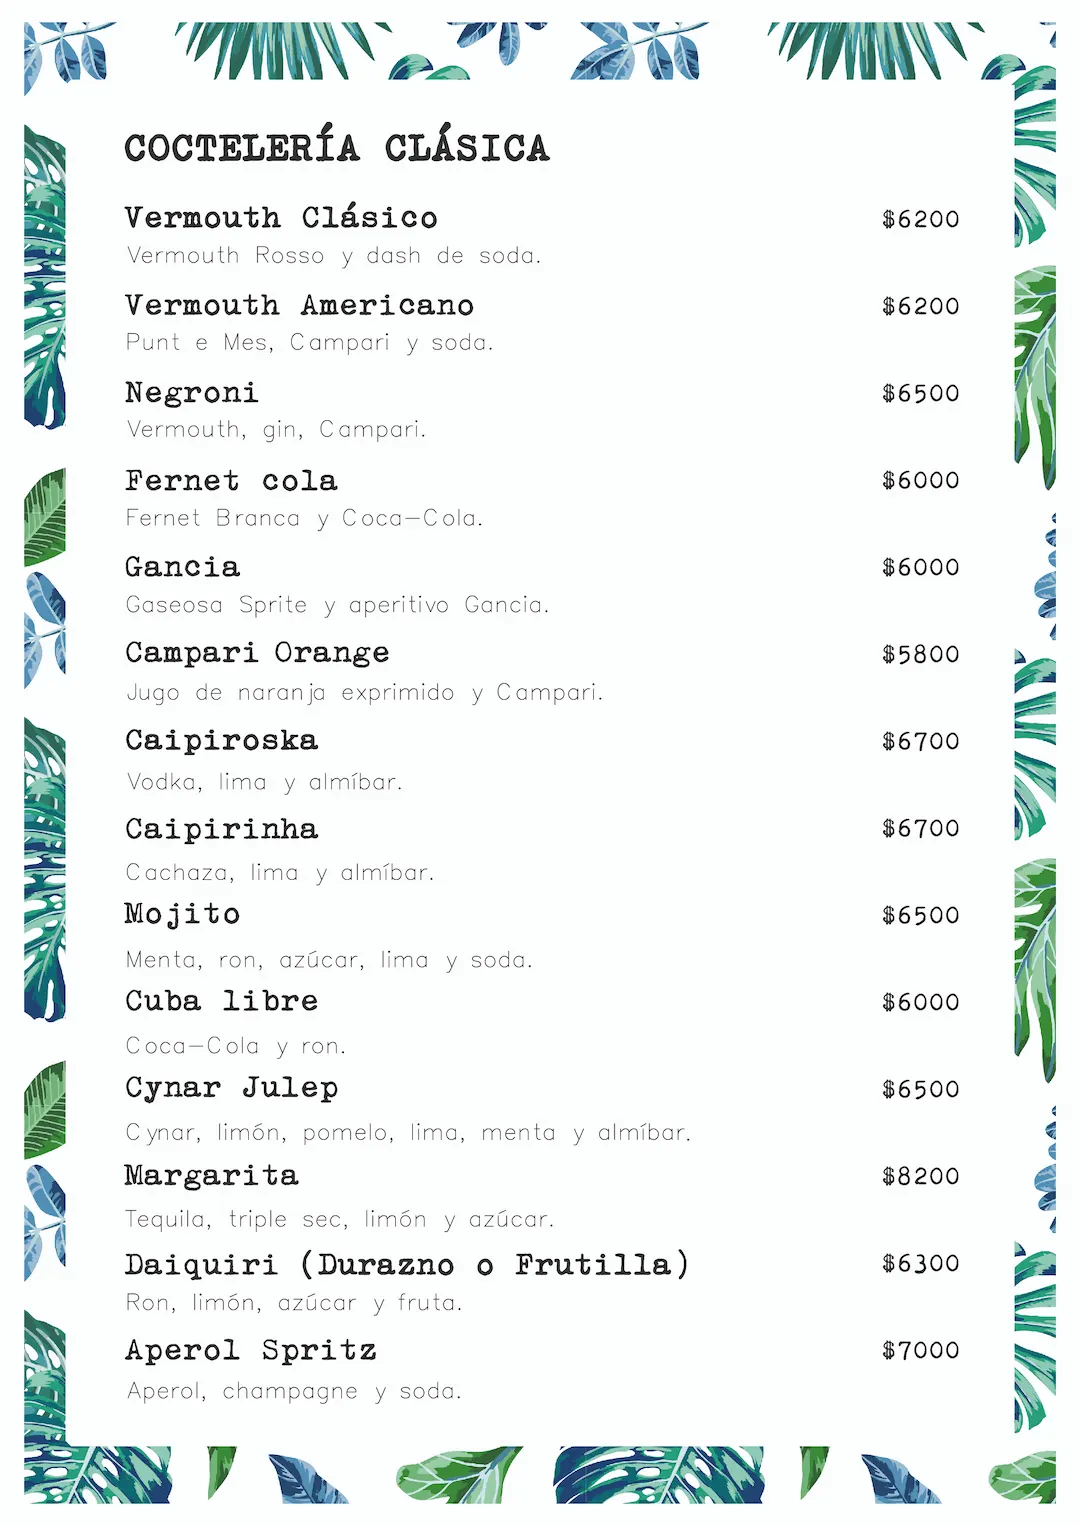 COCTELERÍA CLÁSICA
Vermouth Clásico $6200
Vermouth Rosso y dash de soda.
Vermouth Americano $6200
Punt e Mes, Campari y soda.
Negroni $6500
Vermouth, gin, Campari.
Fernet cola $6000
Fernet Branca y Coca-Cola.
Gancia $6000
Gaseosa Sprite y aperitivo Gancia.
Campari Orange $5800
Jugo de naranja exprimido y Campari.
Caipiroska $6700
Vodka, lima y almíbar.
Caipirinha $6700
Cachaza, lima y almíbar.
Mojito $6500
Menta, ron, azúcar, lima y soda.
Cuba libre $6000
Coca-Cola y ron.
Cynar Julep $6500
Cynar, limón, pomelo, lima, menta y almíbar.
Margarita $8200
Tequila, triple sec, limón y azúcar.
Daiquiri (Durazno o Frutilla) $6300
Ron, limón, azúcar y fruta.
Aperol Spritz $7000
Aperol, champagne y soda.